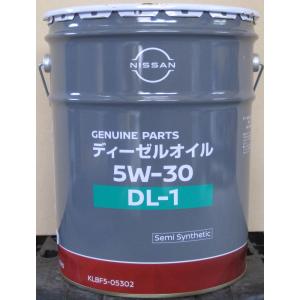 NISSAN
GENUINE PARTS
ディーゼルオイル
5W-30
DL-1
Semi Synthetic
KLBF5-05302